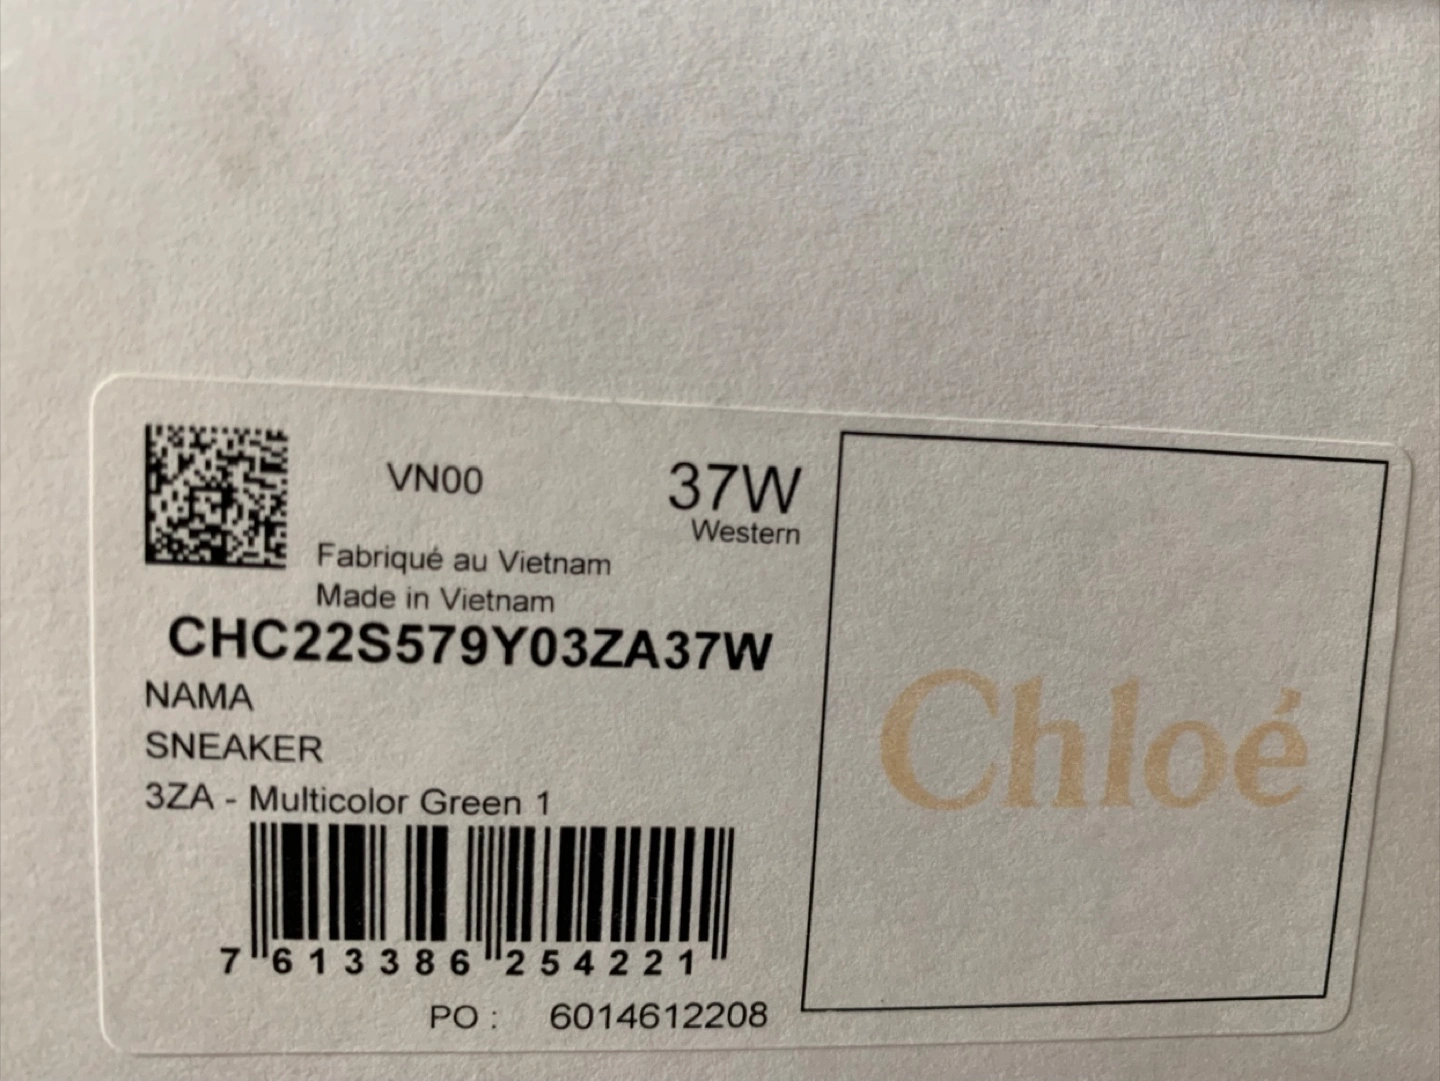 VN00
37W
Western
Fabriqué au Vietnam
Made in Vietnam
CHC22S579Y03ZA37W
NAMA
SNEAKER
3ZA - Multicolor Green 1
7 613386 254221
PO : 6014612208
Chloé